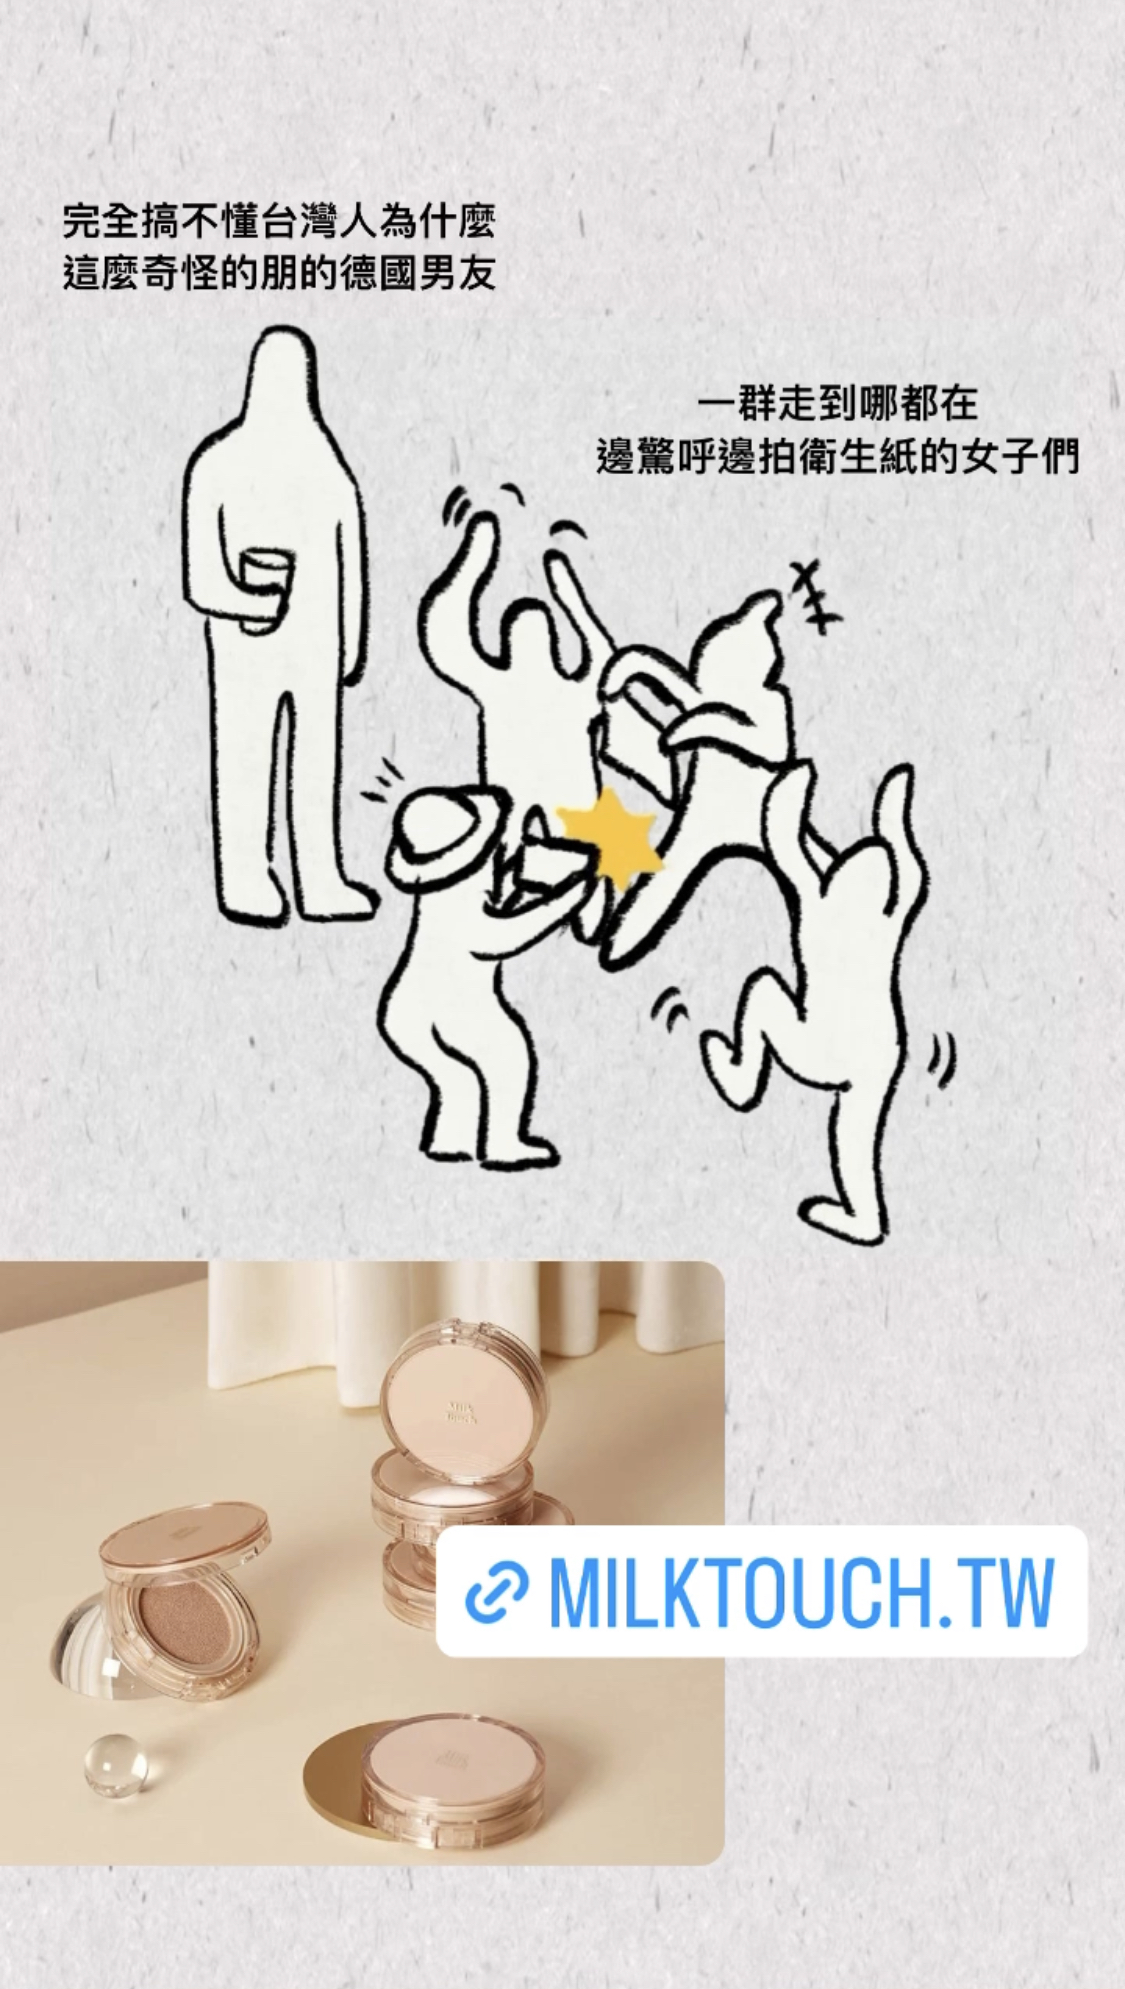 完全搞不懂台灣人為什麼
這麼奇怪的朋的德國男友
一群走到哪都在
邊驚呼邊拍衛生紙的女子們
Milk
Touch
MILKTOUCH.TW